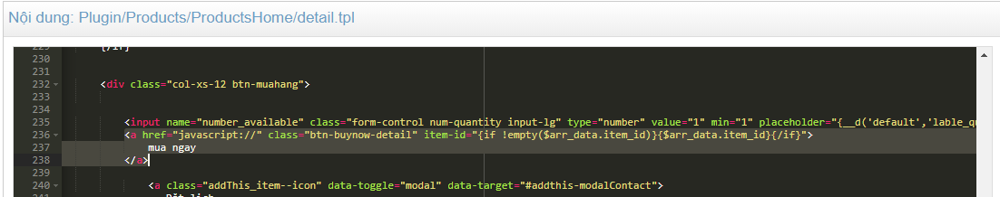 Nội dung: Plugin/Products/ProductsHome/detail.tpl
229 {/if}
230
231
232 <div class="col-xs-12 btn-muahang">
233
234
235 <input name="number_available" class="form-control num-quantity input-lg" type="number" value="1" min="1" placeholder="{__d('default','lable_qu
236 <a href="javascript://" class="btn-buynow-detail" item-id="{if !empty($arr_data.item_id)}{$arr_data.item_id}{/if}">
237 mua ngay
238 </a>
239
240 <a class="addThis_item--icon" data-toggle="modal" data-target="#addthis-modalContact">
241 Đặt lịch